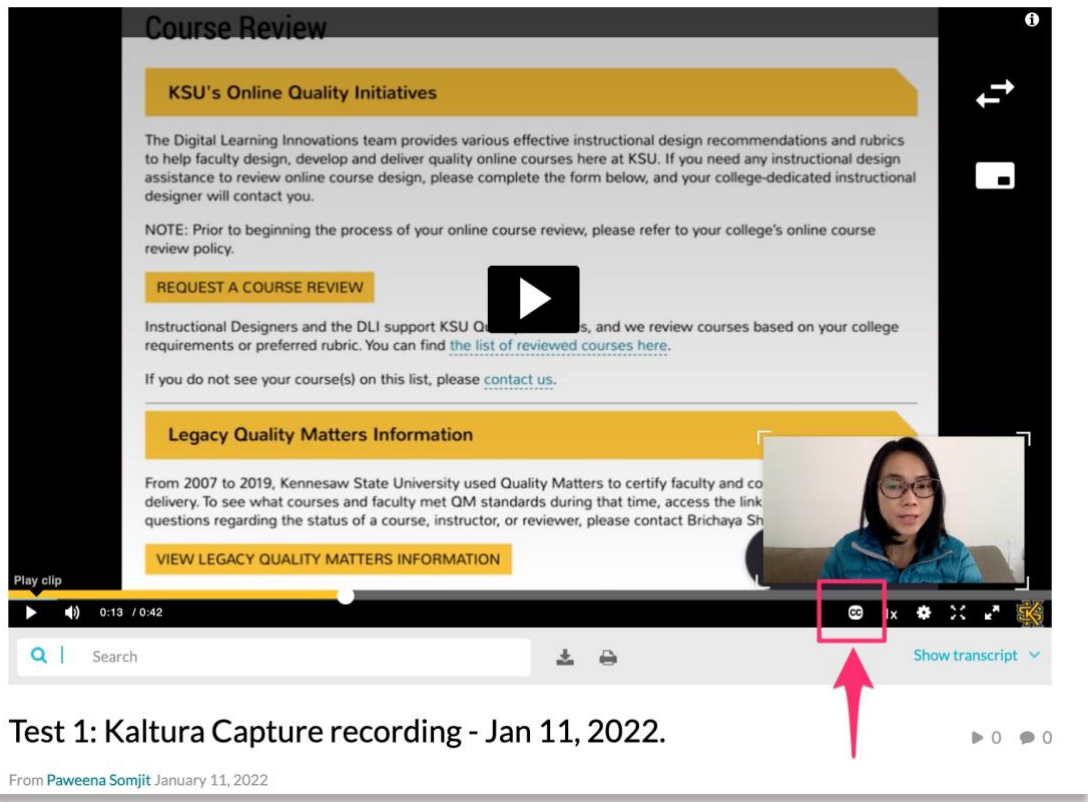 Course Review
KSU's Online Quality Initiatives
The Digital Learning Innovations team provides various effective instructional design recommendations and rubrics
to help faculty design, develop and deliver quality online courses here at KSU. If you need any instructional design
assistance to review online course design, please complete the form below, and your college-dedicated instructional
designer will contact you.
NOTE: Prior to beginning the process of your online course review, please refer to your college's online course
review policy.
REQUEST A COURSE REVIEW
Instructional Designers and the DLI support KSU , and we review courses based on your college
requirements or preferred rubric. You can find the list of reviewed courses here.
If you do not see your course(s) on this list, please contact us.
Legacy Quality Matters Information
From 2007 to 2019, Kennesaw State University used Quality Matters to certify faculty and co
delivery. To see what courses and faculty met QM standards during that time, access the link
questions regarding the status of a course, instructor, or reviewer, please contact Brichaya Sh
VIEW LEGACY QUALITY MATTERS INFORMATION
Play clip
0:13 / 0:42
CC
1x
Search
Show transcript
Test 1: Kaltura Capture recording - Jan 11, 2022.
0 0
From Paweena Somjit January 11, 2022